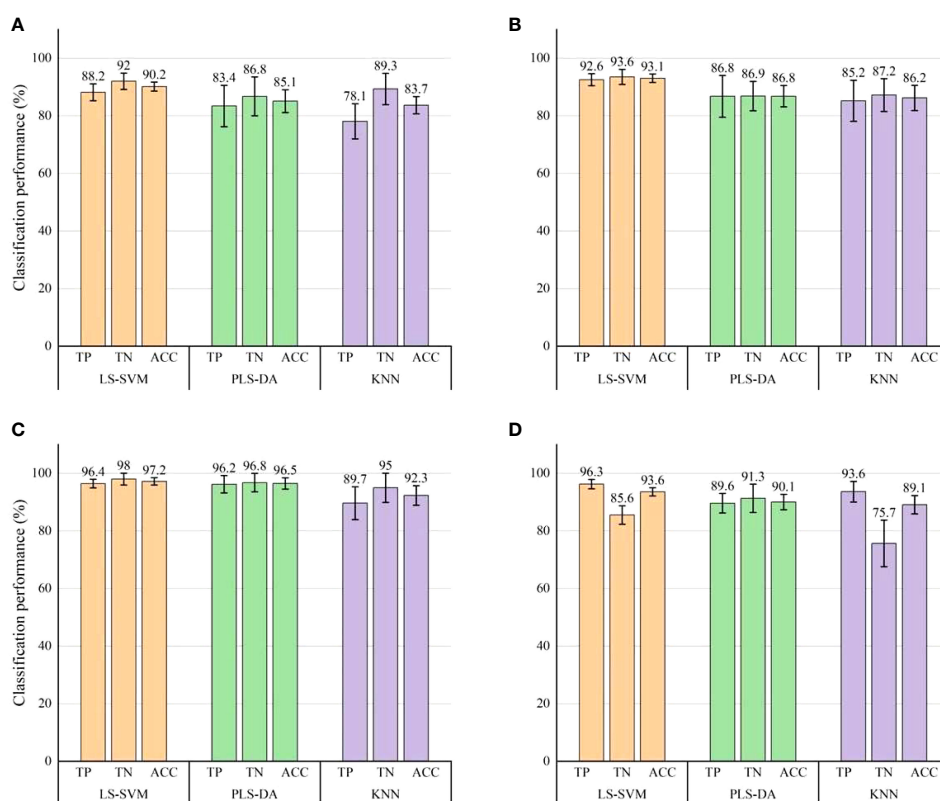 A
Classification performance (%)
100
80
60
40
20
0
88.2 92 90.2
83.4 86.8 85.1
78.1 89.3 83.7
TP TN ACC TP TN ACC TP TN ACC
LS-SVM PLS-DA KNN
B
100
80
60
40
20
0
92.6 93.6 93.1
86.8 86.9 86.8
85.2 87.2 86.2
TP TN ACC TP TN ACC TP TN ACC
LS-SVM PLS-DA KNN
C
Classification performance (%)
100
80
60
40
20
0
96.4 98 97.2
96.2 96.8 96.5
89.7 95 92.3
TP TN ACC TP TN ACC TP TN ACC
LS-SVM PLS-DA KNN
D
100
80
60
40
20
0
96.3 85.6 93.6
89.6 91.3 90.1
93.6 75.7 89.1
TP TN ACC TP TN ACC TP TN ACC
LS-SVM PLS-DA KNN